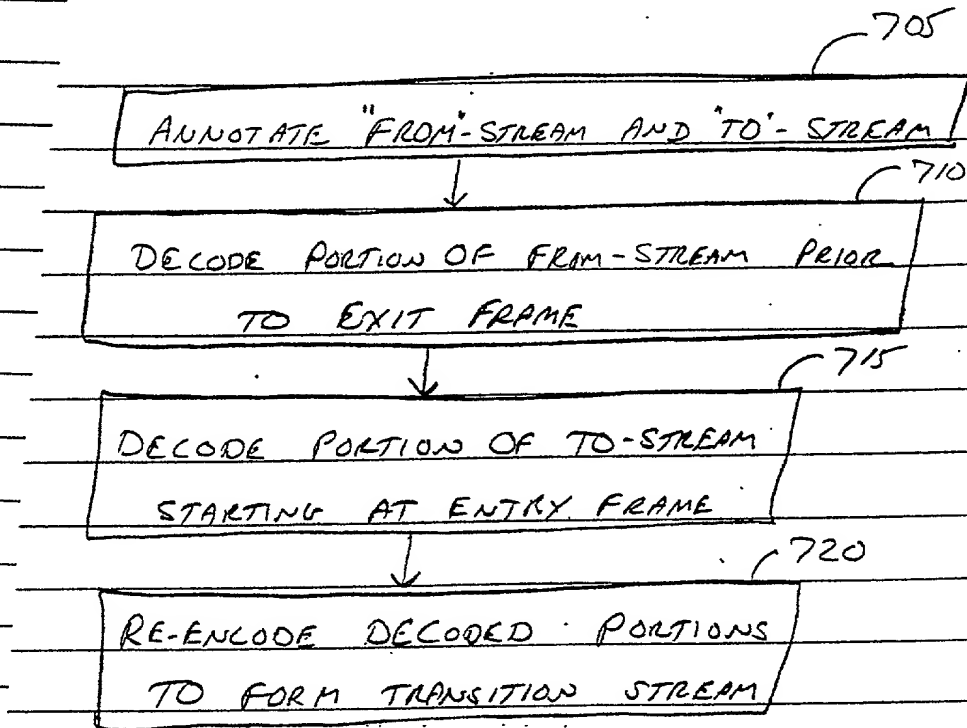 705
ANNOTATE "FROM"-STREAM AND "TO"-STREAM
710
DECODE PORTION OF FROM-STREAM PRIOR
TO EXIT FRAME
715
DECODE PORTION OF TO-STREAM
STARTING AT ENTRY FRAME
720
RE-ENCODE DECODED PORTIONS
TO FORM TRANSITION STREAM